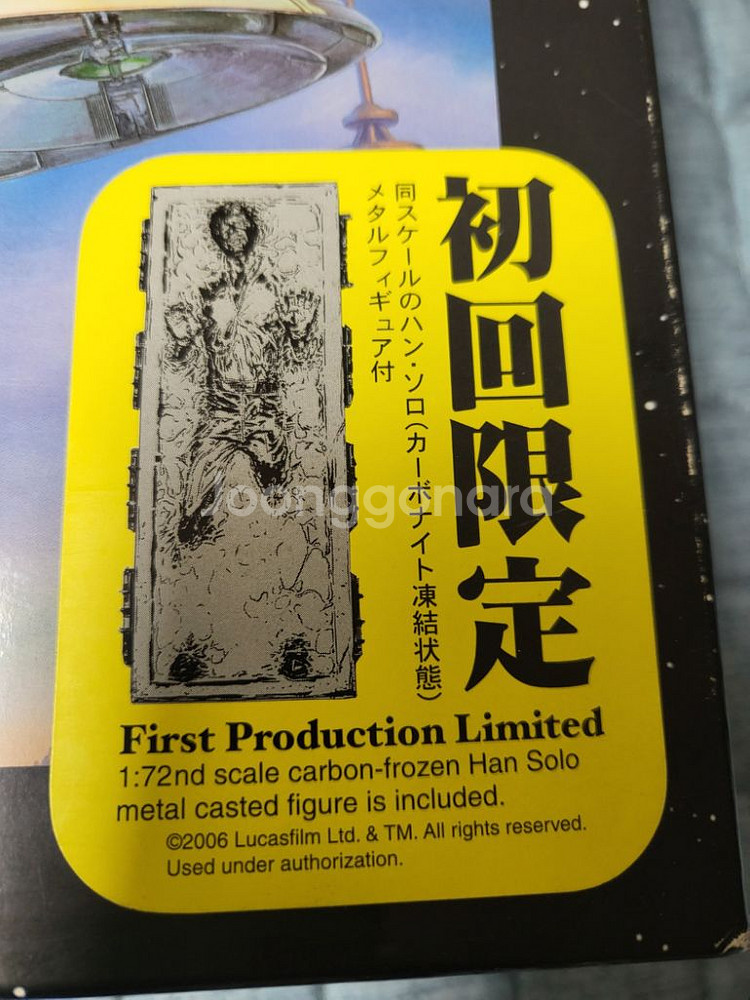 初回限定
同スケールのハン・ソロ(カーボナイト凍結状態)
メタルフィギュア付
Joonggonara
First Production Limited
1:72nd scale carbon-frozen Han Solo
metal casted figure is included.
©2006 Lucasfilm Ltd. & TM. All rights reserved.
Used under authorization.